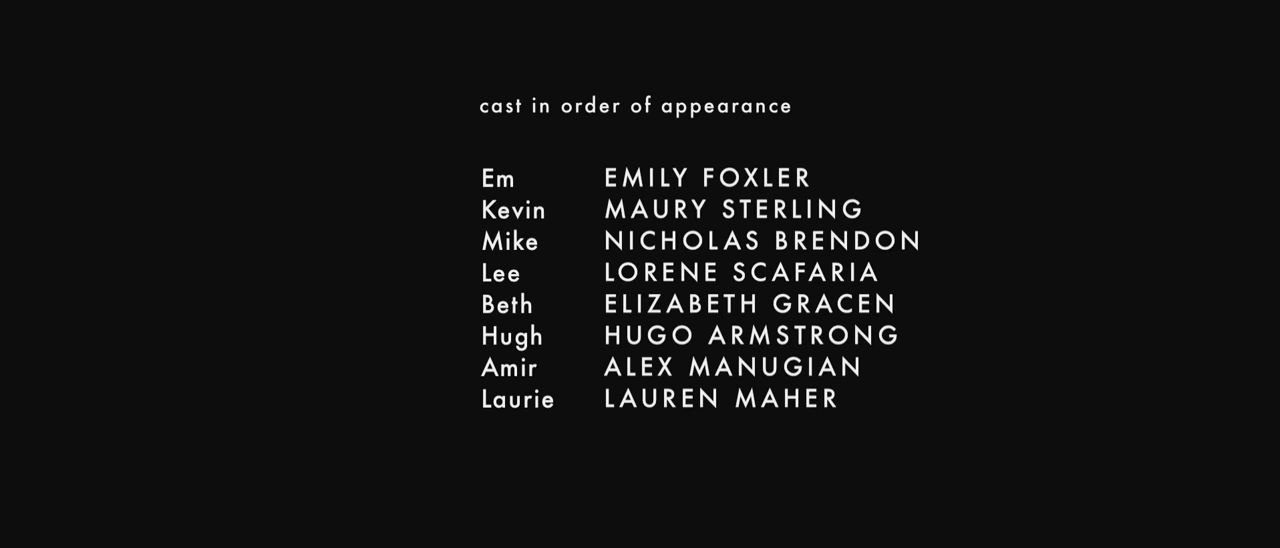 cast in order of appearance
Em EMILY FOXLER
Kevin MAURY STERLING
Mike NICHOLAS BRENDON
Lee LORENE SCAFARIA
Beth ELIZABETH GRACEN
Hugh HUGO ARMSTRONG
Amir ALEX MANUGIAN
Laurie LAUREN MAHER